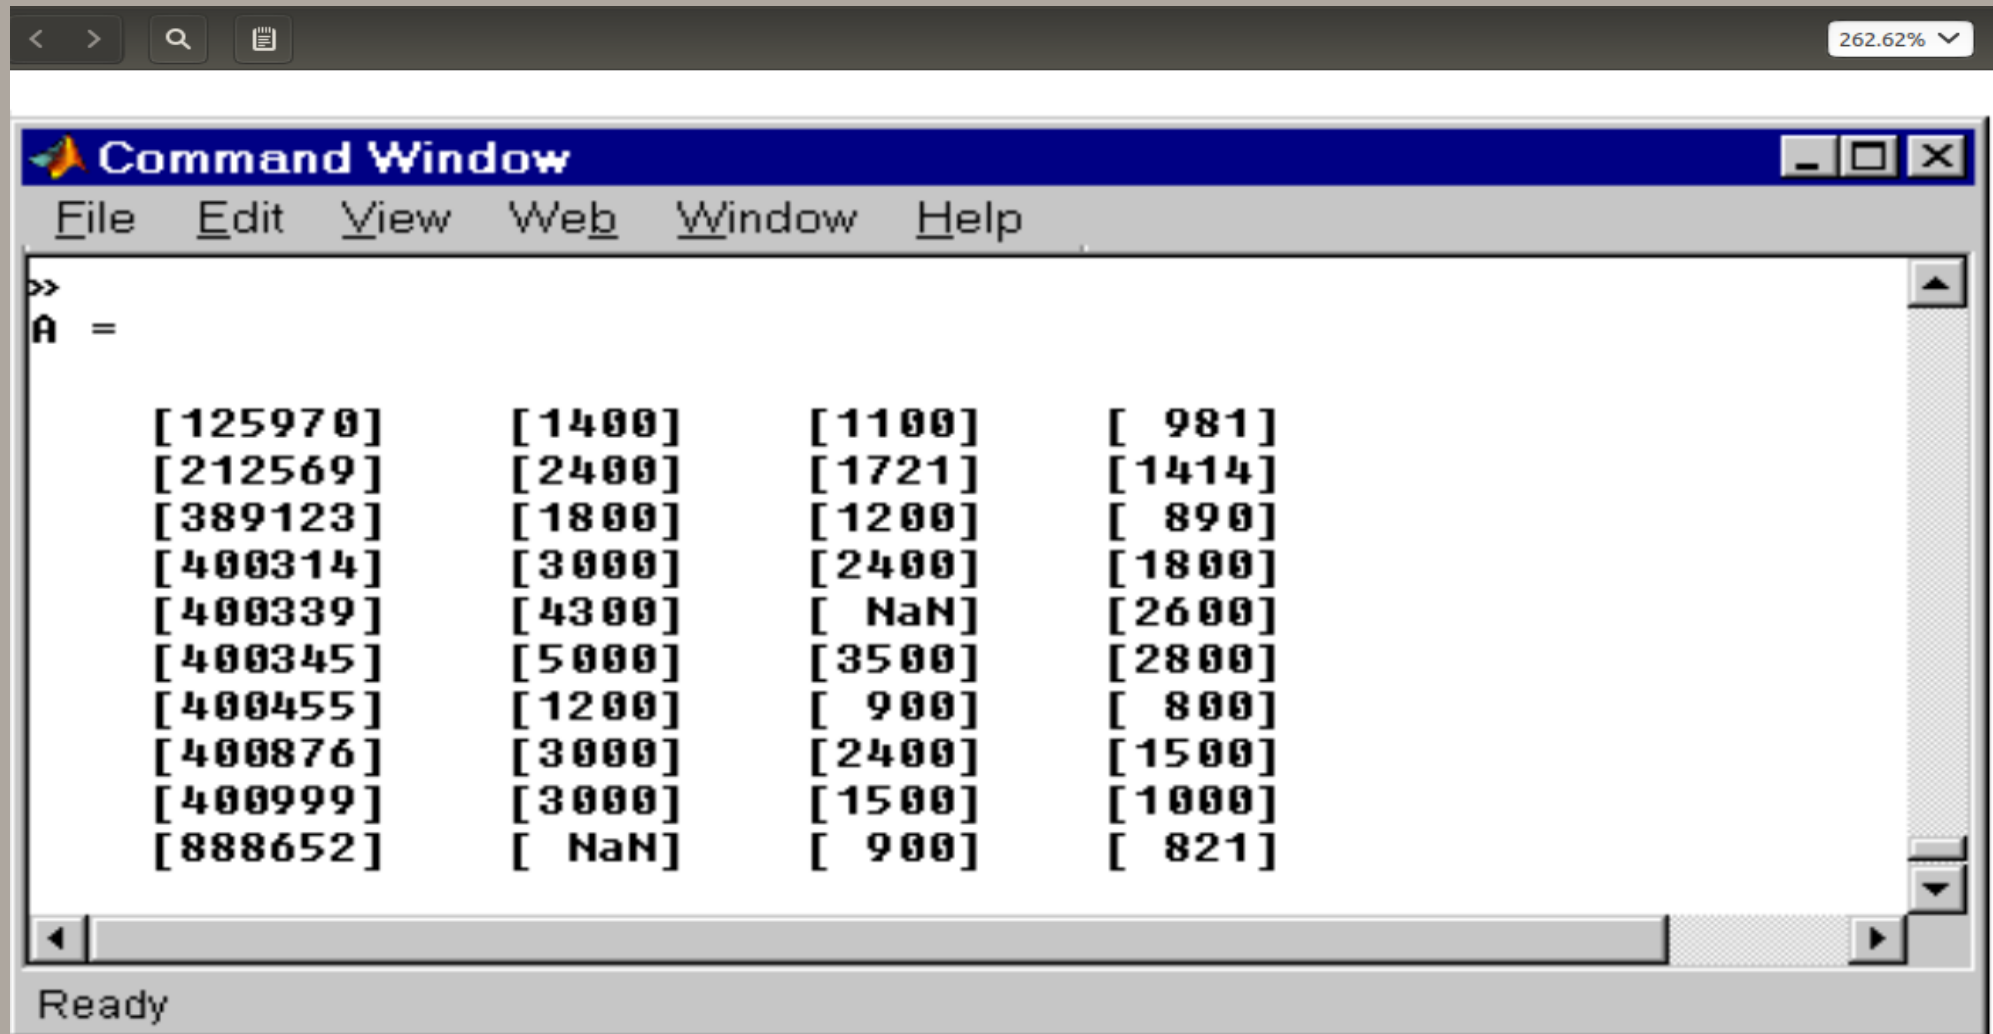 262.62%
Command Window
File Edit View Web Window Help
>>
A =
[125970] [1400] [1100] [ 981]
[212569] [2400] [1721] [1414]
[389123] [1800] [1200] [ 890]
[400314] [3000] [2400] [1800]
[400339] [4300] [ NaN] [2600]
[400345] [5000] [3500] [2800]
[400455] [1200] [ 900] [ 800]
[400876] [3000] [2400] [1500]
[400999] [3000] [1500] [1000]
[888652] [ NaN] [ 900] [ 821]
Ready